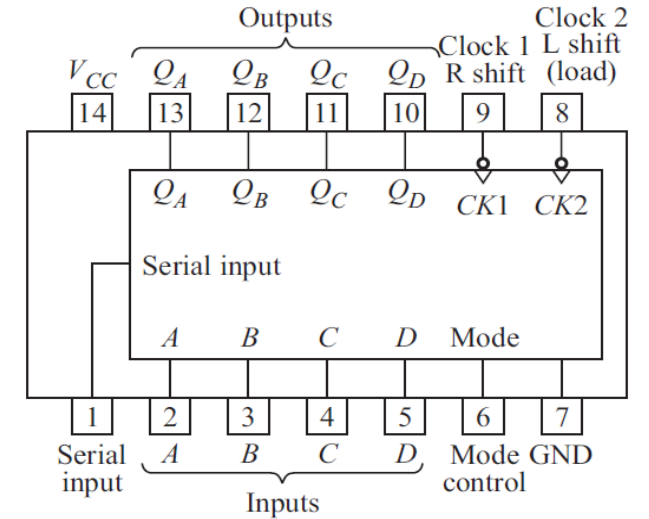 Outputs
Clock 2
Clock 1 L shift
V_CC Q_A Q_B Q_C Q_D R shift (load)
14 13 12 11 10 9 8
Q_A Q_B Q_C Q_D CK1 CK2
Serial input
A B C D Mode
1 2 3 4 5 6 7
Serial A B C D Mode GND
input control
Inputs